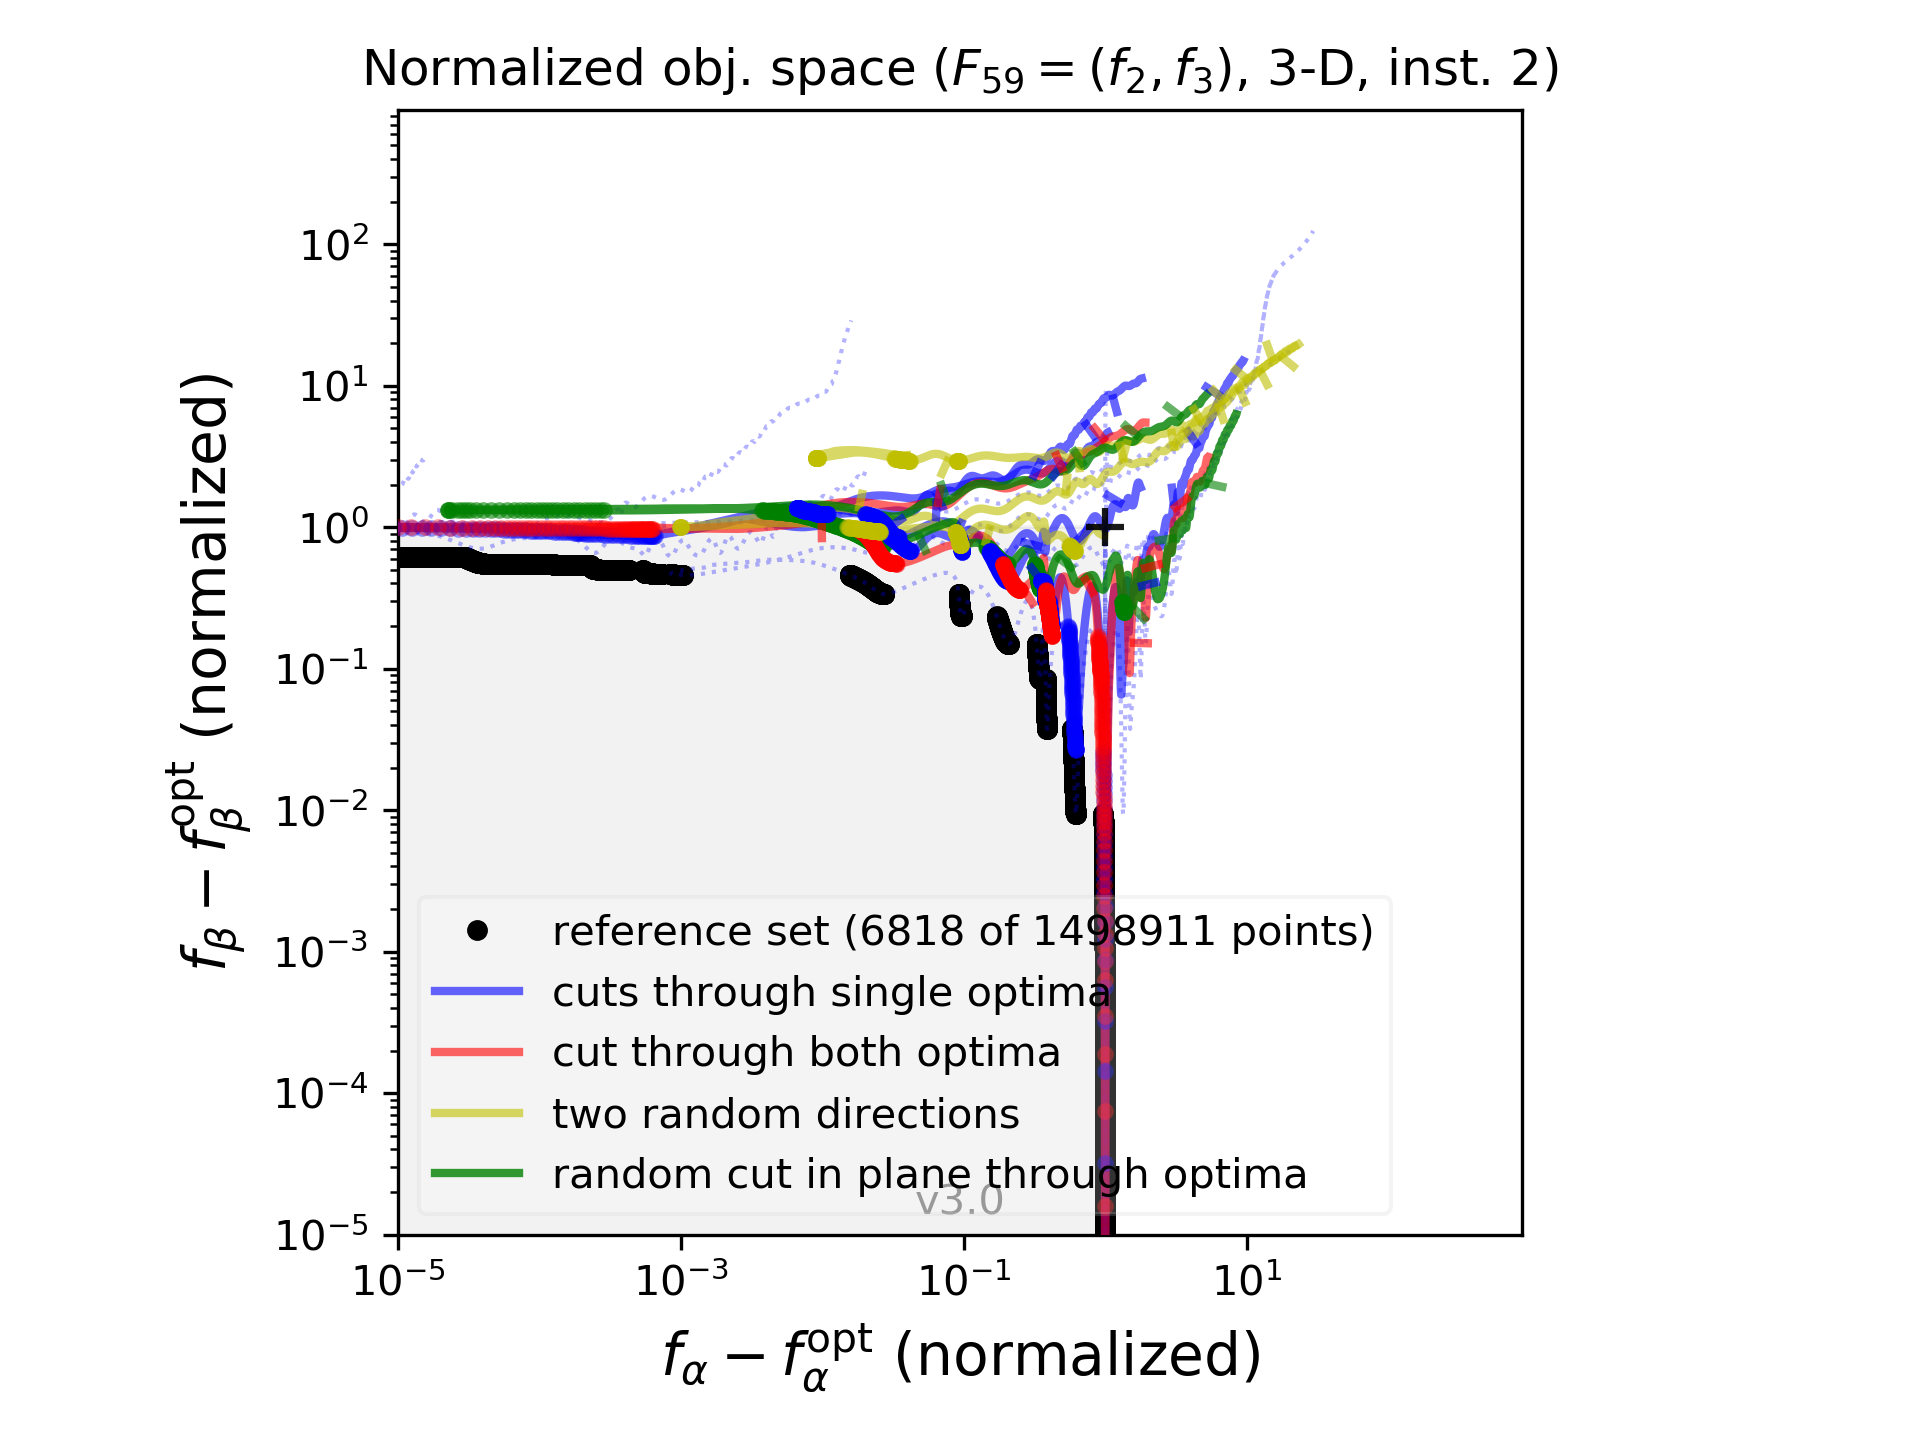 Normalized obj. space (F₅₉ = (f₂, f₃), 3-D, inst. 2)
f_β − f_β^opt (normalized)
10²
10¹
10⁰
10⁻¹
10⁻²
10⁻³
10⁻⁴
10⁻⁵
reference set (6818 of 1498911 points)
cuts through single optima
cut through both optima
two random directions
random cut in plane through optima
v3.0
10⁻⁵ 10⁻³ 10⁻¹ 10¹
f_α − f_α^opt (normalized)